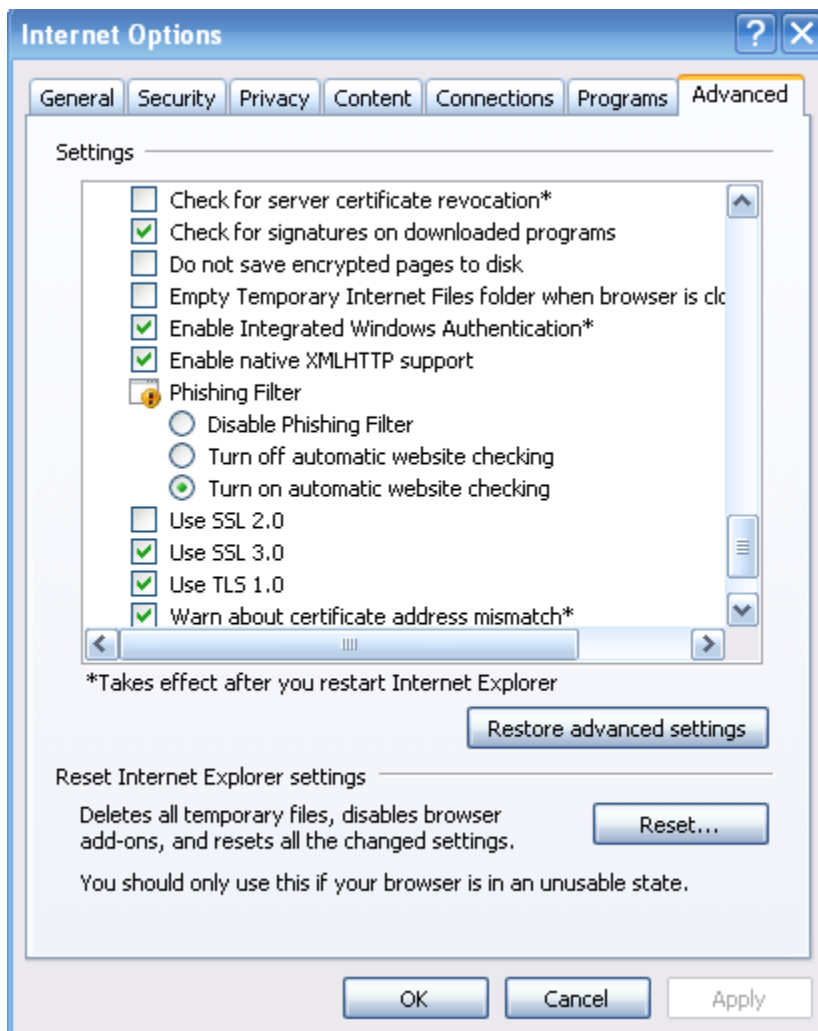 Internet Options
General Security Privacy Content Connections Programs Advanced
Settings
Check for server certificate revocation*
Check for signatures on downloaded programs
Do not save encrypted pages to disk
Empty Temporary Internet Files folder when browser is clo
Enable Integrated Windows Authentication*
Enable native XMLHTTP support
Phishing Filter
Disable Phishing Filter
Turn off automatic website checking
Turn on automatic website checking
Use SSL 2.0
Use SSL 3.0
Use TLS 1.0
Warn about certificate address mismatch*
*Takes effect after you restart Internet Explorer
Restore advanced settings
Reset Internet Explorer settings
Deletes all temporary files, disables browser
add-ons, and resets all the changed settings.
Reset...
You should only use this if your browser is in an unusable state.
OK Cancel Apply